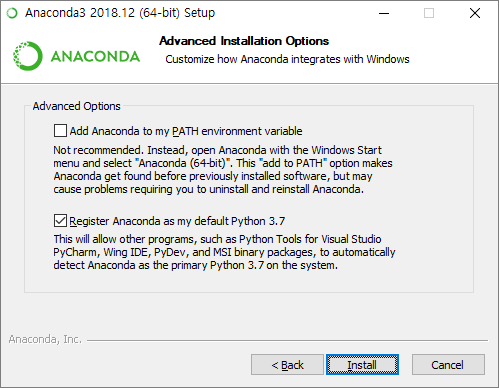 Anaconda3 2018.12 (64-bit) Setup
ANACONDA
Advanced Installation Options
Customize how Anaconda integrates with Windows
Advanced Options
Add Anaconda to my PATH environment variable
Not recommended. Instead, open Anaconda with the Windows Start
menu and select "Anaconda (64-bit)". This "add to PATH" option makes
Anaconda get found before previously installed software, but may
cause problems requiring you to uninstall and reinstall Anaconda.
Register Anaconda as my default Python 3.7
This will allow other programs, such as Python Tools for Visual Studio
PyCharm, Wing IDE, PyDev, and MSI binary packages, to automatically
detect Anaconda as the primary Python 3.7 on the system.
Anaconda, Inc.
< Back
Install
Cancel